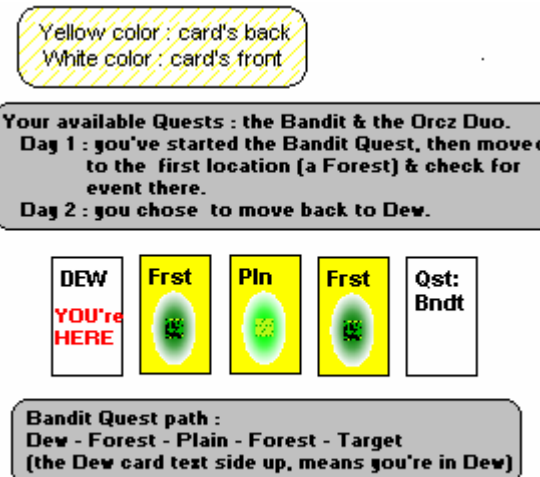 Yellow color : card's back
White color : card's front
Your available Quests : the Bandit & the Orcz Duo.
Day 1 : you've started the Bandit Quest, then moved
to the first location (a Forest) & check for
event there.
Day 2 : you chose to move back to Dew.
DEW
YOU're
HERE
Frst
Pln
Frst
Qst:
Bndt
Bandit Quest path :
Dew - Forest - Plain - Forest - Target
(the Dew card text side up, means you're in Dew)